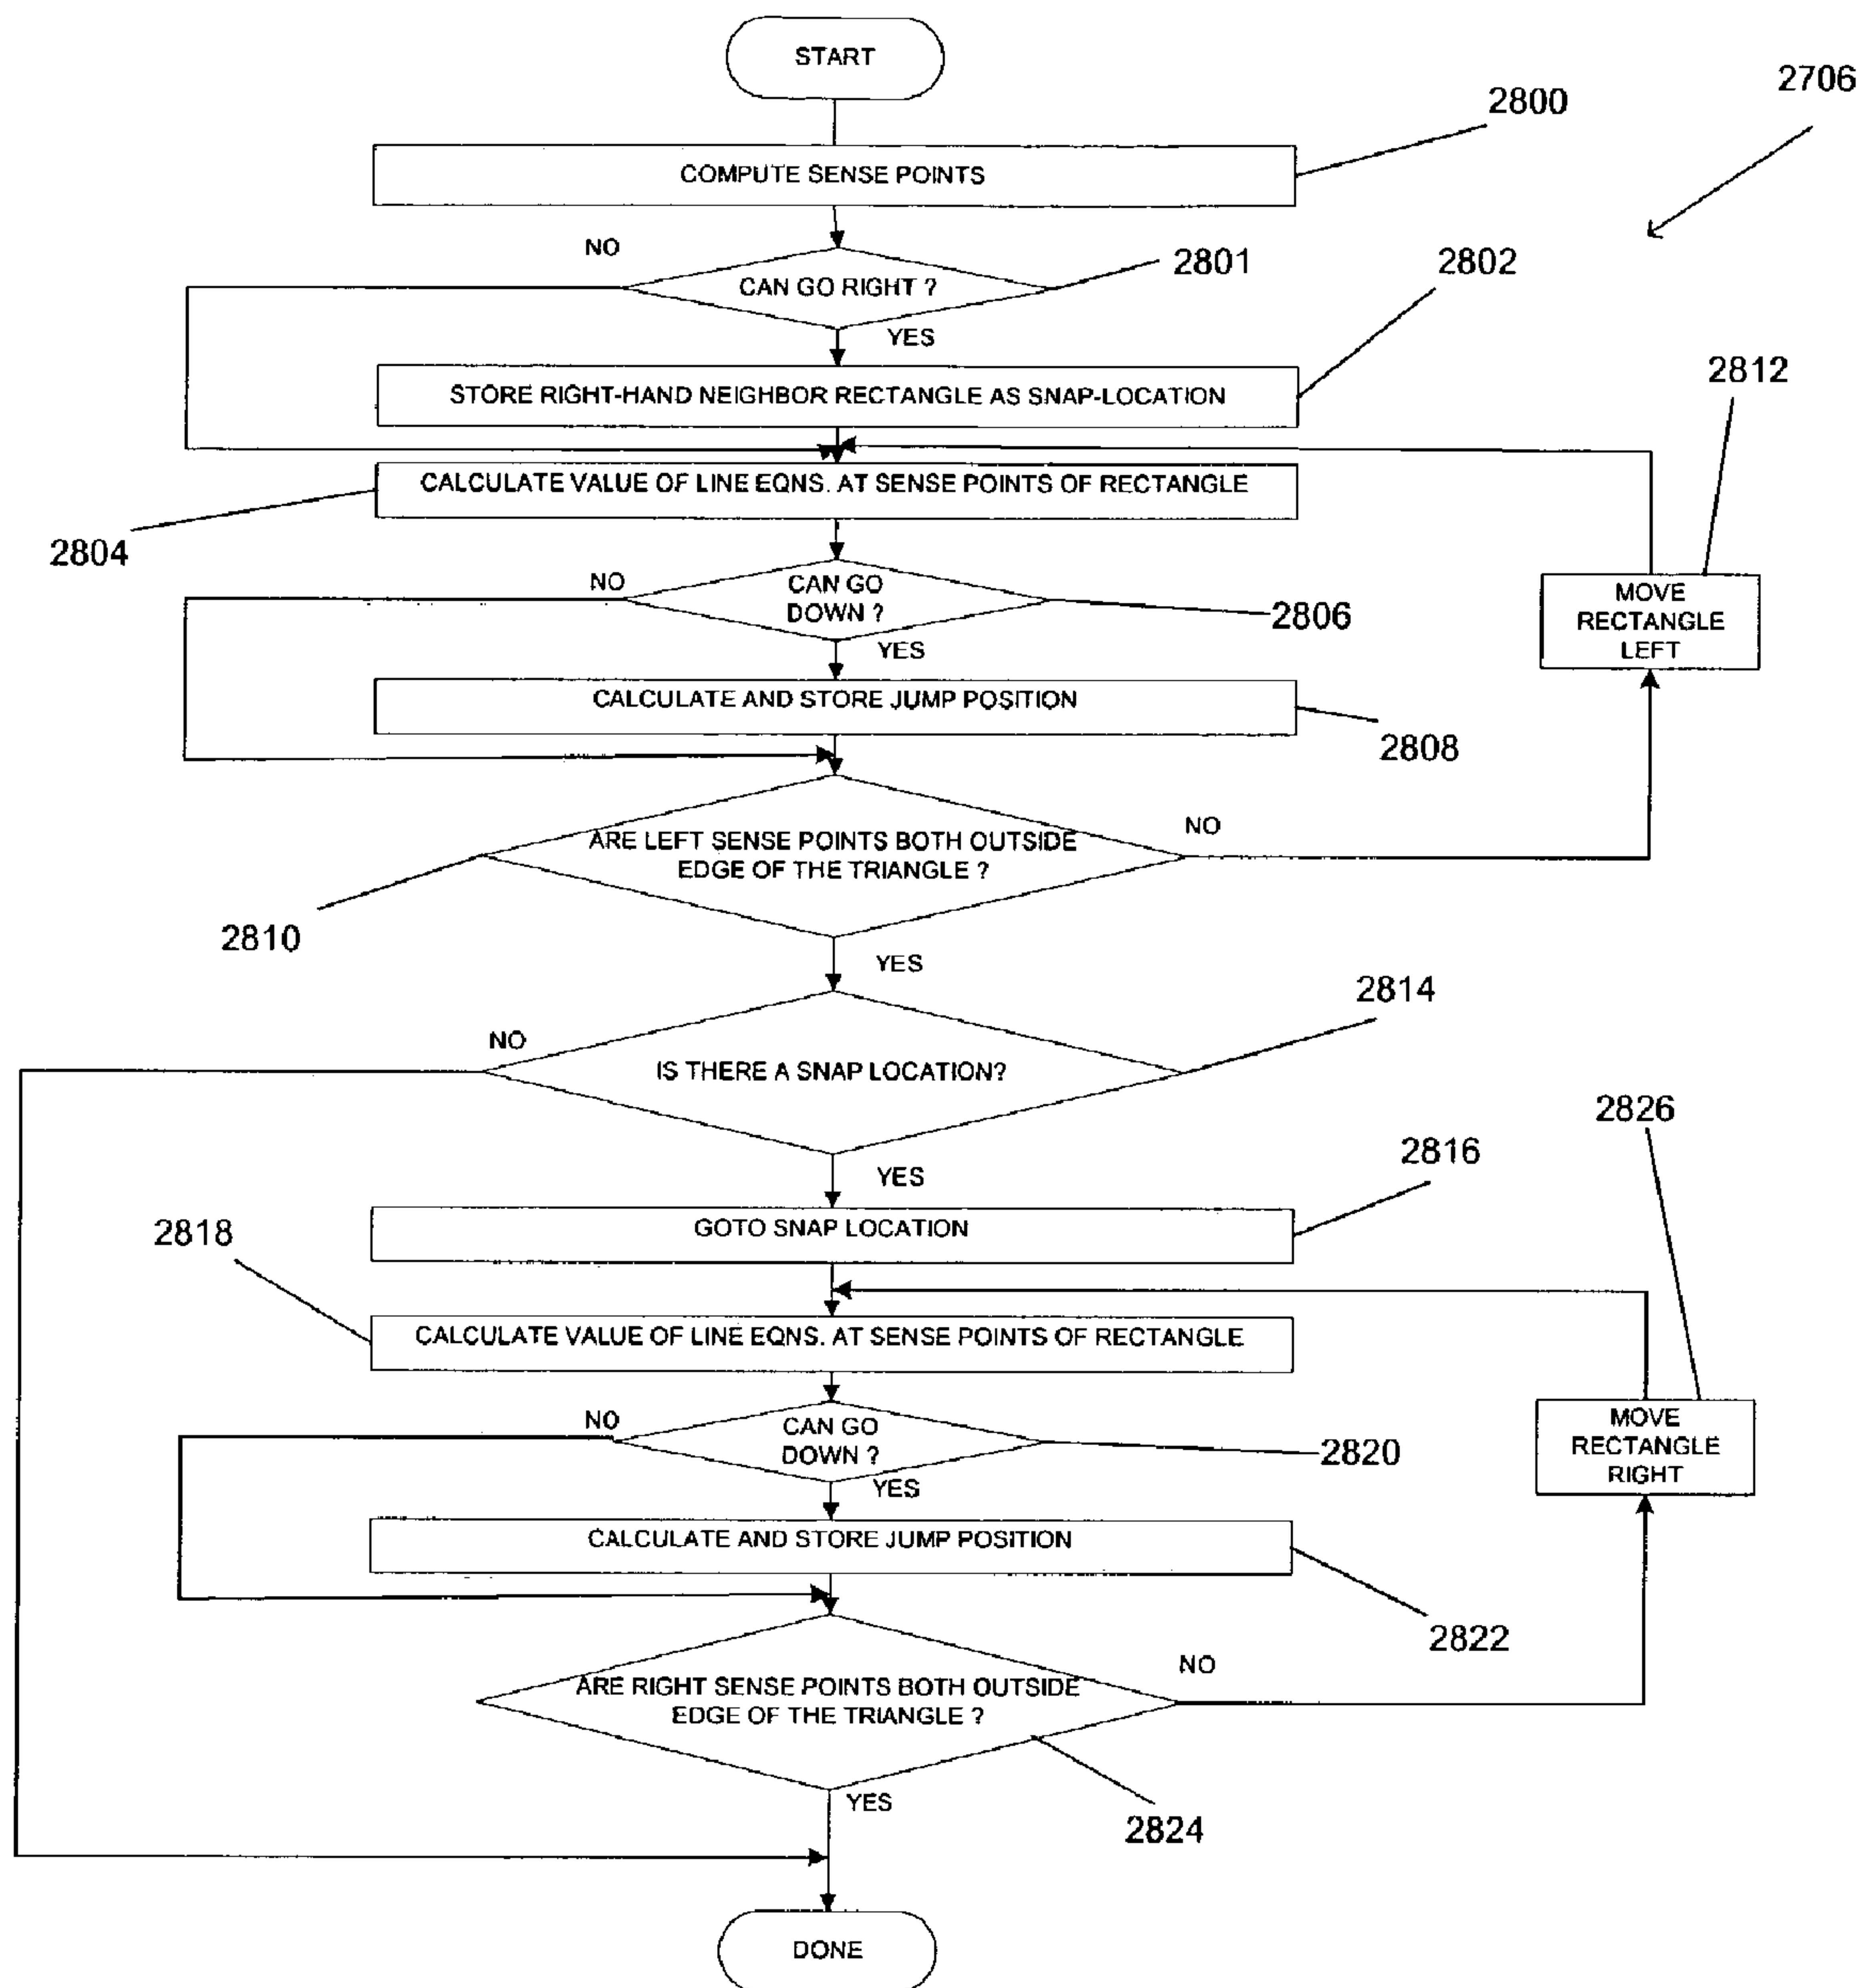 START
2706
2800
COMPUTE SENSE POINTS
NO
2801
2802
CAN GO RIGHT ?
YES
2812
STORE RIGHT-HAND NEIGHBOR RECTANGLE AS SNAP-LOCATION
CALCULATE VALUE OF LINE EQNS. AT SENSE POINTS OF RECTANGLE
2804
NO
CAN GO
DOWN ?
2806
MOVE
RECTANGLE
LEFT
YES
CALCULATE AND STORE JUMP POSITION
2808
ARE LEFT SENSE POINTS BOTH OUTSIDE
EDGE OF THE TRIANGLE ?
NO
2810
YES
2814
NO
IS THERE A SNAP LOCATION?
2826
YES
2816
2818
GOTO SNAP LOCATION
CALCULATE VALUE OF LINE EQNS. AT SENSE POINTS OF RECTANGLE
NO
CAN GO
DOWN ?
2820
MOVE
RECTANGLE
RIGHT
YES
CALCULATE AND STORE JUMP POSITION
2822
NO
ARE RIGHT SENSE POINTS BOTH OUTSIDE
EDGE OF THE TRIANGLE ?
YES
2824
DONE